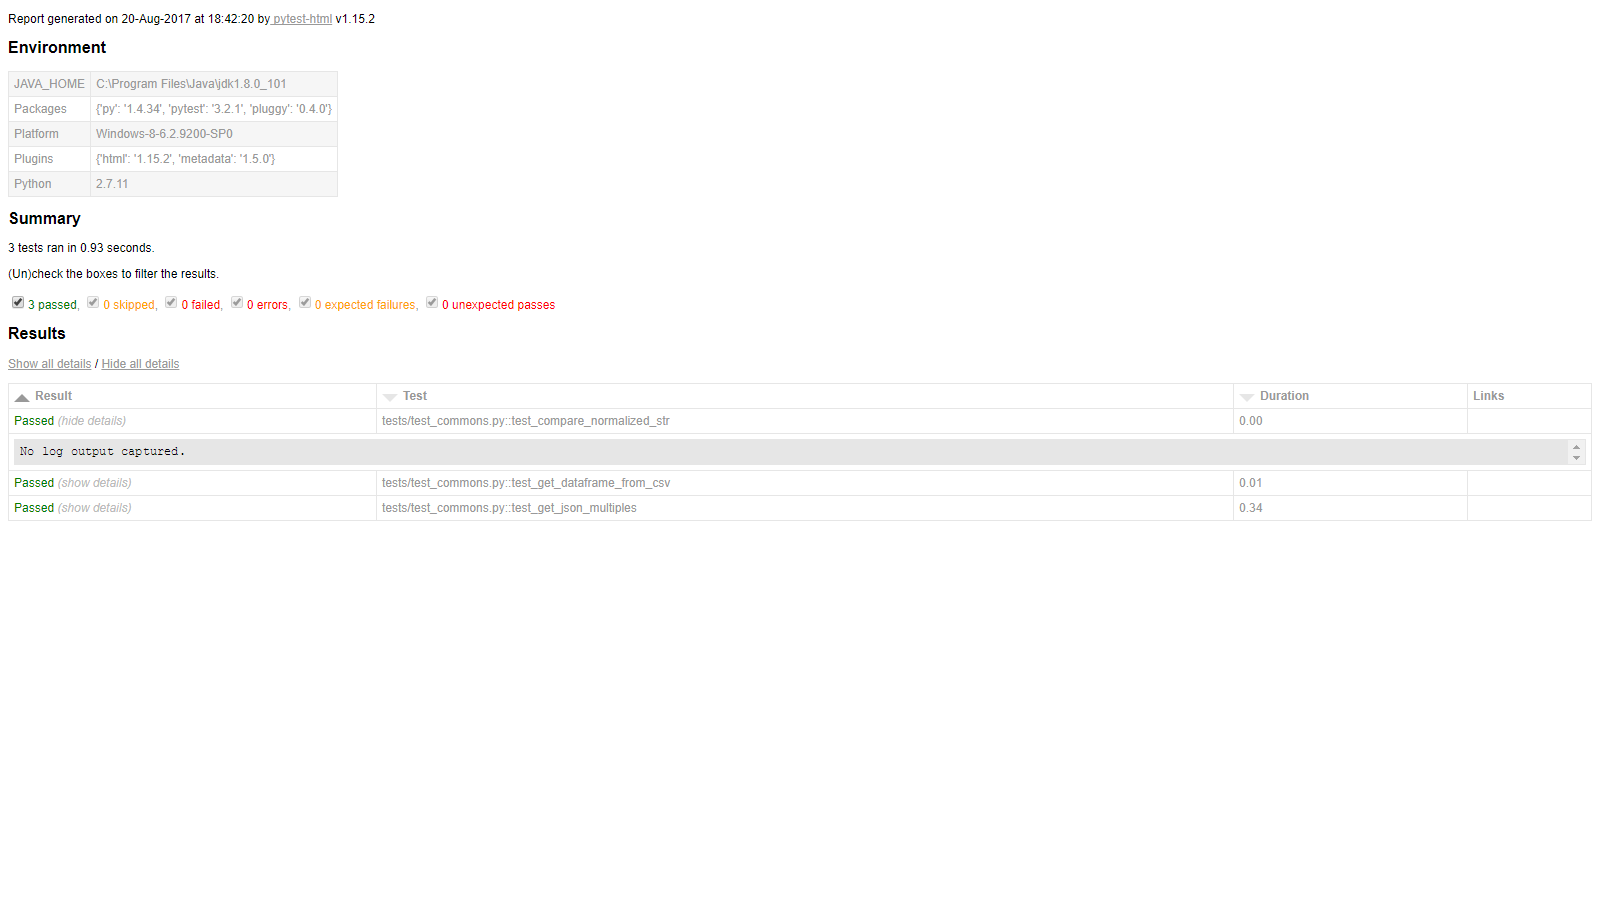 Report generated on 20-Aug-2017 at 18:42:20 by pytest-html v1.15.2
Environment
JAVA_HOME C:\Program Files\Java\jdk1.8.0_101
Packages {'py': '1.4.34', 'pytest': '3.2.1', 'pluggy': '0.4.0'}
Platform Windows-8-6.2.9200-SP0
Plugins {'html': '1.15.2', 'metadata': '1.5.0'}
Python 2.7.11
Summary
3 tests ran in 0.93 seconds.
(Un)check the boxes to filter the results.
3 passed, 0 skipped, 0 failed, 0 errors, 0 expected failures, 0 unexpected passes
Results
Show all details / Hide all details
Result Test Duration Links
Passed (hide details) tests/test_commons.py::test_compare_normalized_str 0.00
No log output captured.
Passed (show details) tests/test_commons.py::test_get_dataframe_from_csv 0.01
Passed (show details) tests/test_commons.py::test_get_json_multiples 0.34